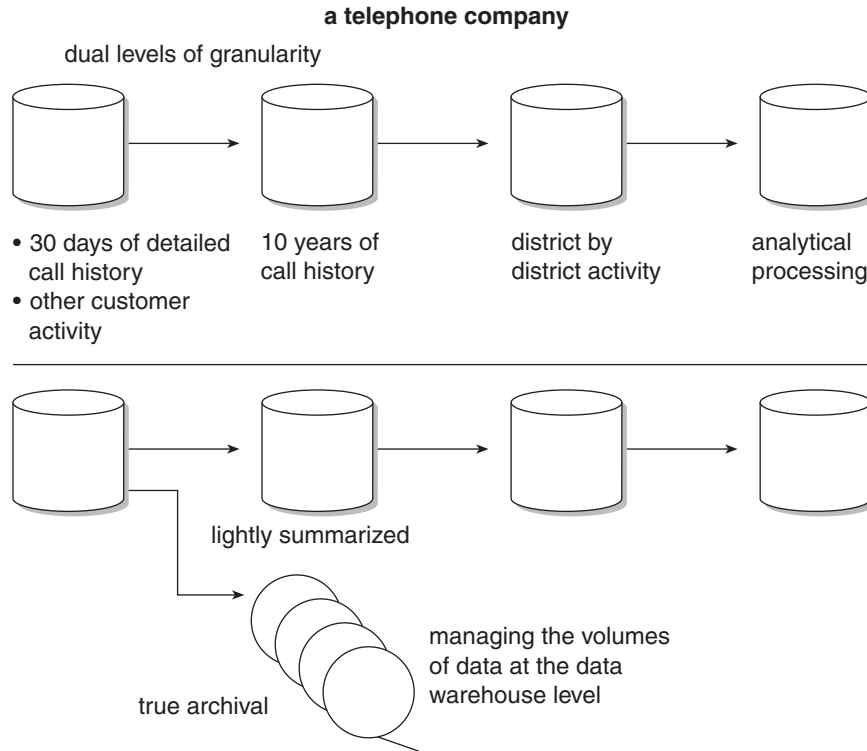 a telephone company
dual levels of granularity
• 30 days of detailed
call history
• other customer
activity
10 years of
call history
district by
district activity
analytical
processing
lightly summarized
true archival
managing the volumes
of data at the data
warehouse level